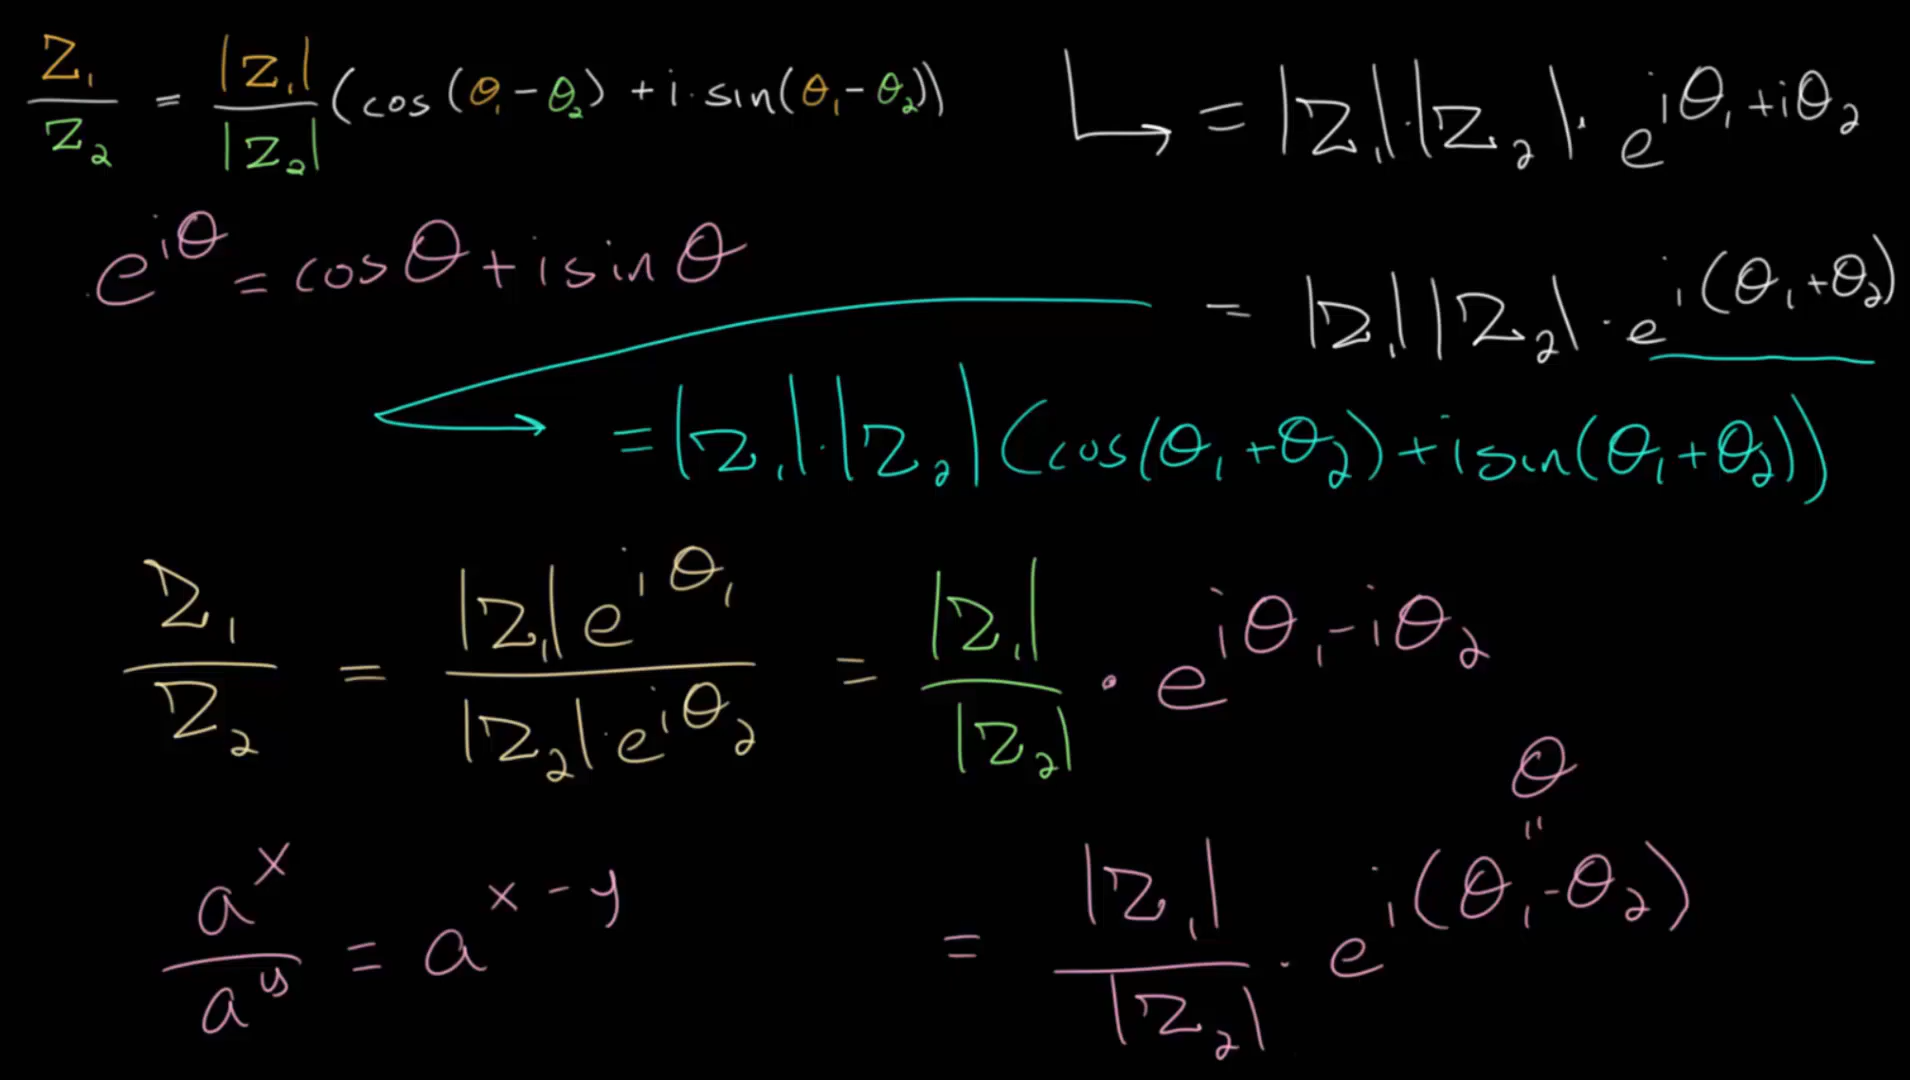 Z₁/Z₂ = |Z₁|/|Z₂| (cos(θ₁-θ₂) + i·sin(θ₁-θ₂))
= |Z₁|·|Z₂|· e^(iθ₁+iθ₂)
e^(iθ) = cosθ + i sinθ
= |Z₁||Z₂|·e^(i(θ₁+θ₂))
= |Z₁|·|Z₂|(cos(θ₁+θ₂) + i sin(θ₁+θ₂))
Z₁/Z₂ = |Z₁|e^(iθ₁)/|Z₂|·e^(iθ₂) = |Z₁|/|Z₂| · e^(iθ₁-iθ₂)
θ
"
a^x/a^y = a^(x-y)
= |Z₁|/|Z₂| · e^(i(θ₁-θ₂))